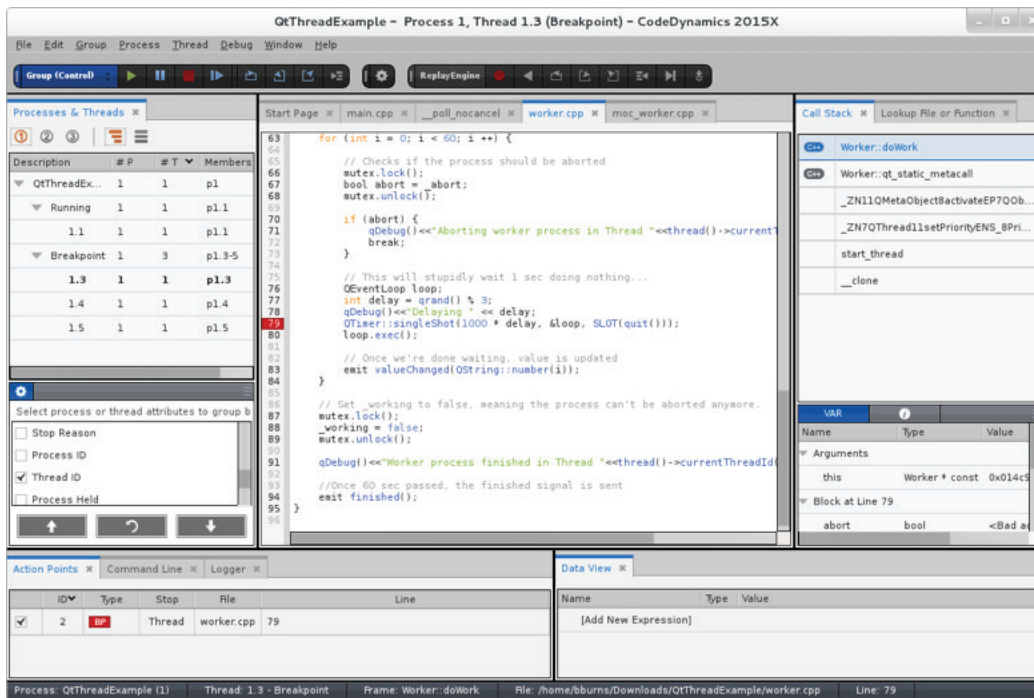 QtThreadExample - Process 1, Thread 1.3 (Breakpoint) - CodeDynamics 2015X
File Edit Group Process Thread Debug Window Help
Group (Control) ReplayEngine
Processes & Threads
Description # P # T Members
QtThreadEx... 1 1 p1
Running 1 1 p1.1
1.1 1 1 p1.1
Breakpoint 1 3 p1.3-5
1.3 1 1 p1.3
1.4 1 1 p1.4
1.5 1 1 p1.5
Select process or thread attributes to group b
Stop Reason
Process ID
Thread ID
Process Held
Start Page main.cpp __poll_nocancel worker.cpp moc_worker.cpp
63 for (int i = 0; i < 60; i ++) {
64
65 // Checks if the process should be aborted
66 mutex.lock();
67 bool abort = _abort;
68 mutex.unlock();
69
70 if (abort) {
71 qDebug()<<"Aborting worker process in Thread "<<thread()->currentT
72 break;
73 }
74
75 // This will stupidly wait 1 sec doing nothing...
76 QEventLoop loop;
77 int delay = qrand() % 3;
78 qDebug()<<"Delaying " << delay;
79 QTimer::singleShot(1000 * delay, &loop, SLOT(quit()));
80 loop.exec();
81
82 // Once we're done waiting, value is updated
83 emit valueChanged(QString::number(i));
84 }
85
86 // Set _working to false, meaning the process can't be aborted anymore.
87 mutex.lock();
88 _working = false;
89 mutex.unlock();
90
91 qDebug()<<"Worker process finished in Thread "<<thread()->currentThreadId(
92
93 //Once 60 sec passed, the finished signal is sent
94 emit finished();
95 }
96
Call Stack Lookup File or Function
C++ Worker::doWork
C++ Worker::qt_static_metacall
_ZN11QMetaObject8activateEP7QOb...
_ZN7QThread11setPriorityENS_8Pri...
start_thread
__clone
VAR
Name Type Value
Arguments
this Worker * const 0x014c9
Block at Line 79
abort bool <Bad ad
Action Points Command Line Logger
ID Type Stop File Line
2 BP Thread worker.cpp 79
Data View
Name Type Value
[Add New Expression]
Process: QtThreadExample (1) Thread: 1.3 - Breakpoint Frame: Worker::doWork File: /home/bburns/Downloads/QtThreadExample/worker.cpp Line: 79